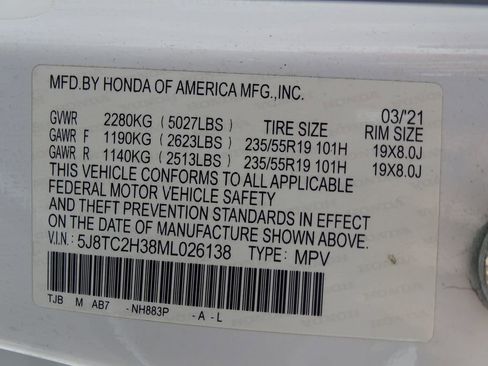 MFD.BY HONDA OF AMERICA MFG.,INC.
03/'21
GVWR 2280KG (5027LBS) TIRE SIZE RIM SIZE
GAWR F 1190KG (2623LBS) 235/55R19 101H 19X8.0J
GAWR R 1140KG (2513LBS) 235/55R19 101H 19X8.0J
THIS VEHICLE CONFORMS TO ALL APPLICABLE
FEDERAL MOTOR VEHICLE SAFETY
AND THEFT PREVENTION STANDARDS IN EFFECT
ON THE DATE OF MANUFACTURE SHOWN ABOVE.
V.I.N.: 5J8TC2H38ML026138 TYPE: MPV
TJB M AB7 -NH883P -A-L